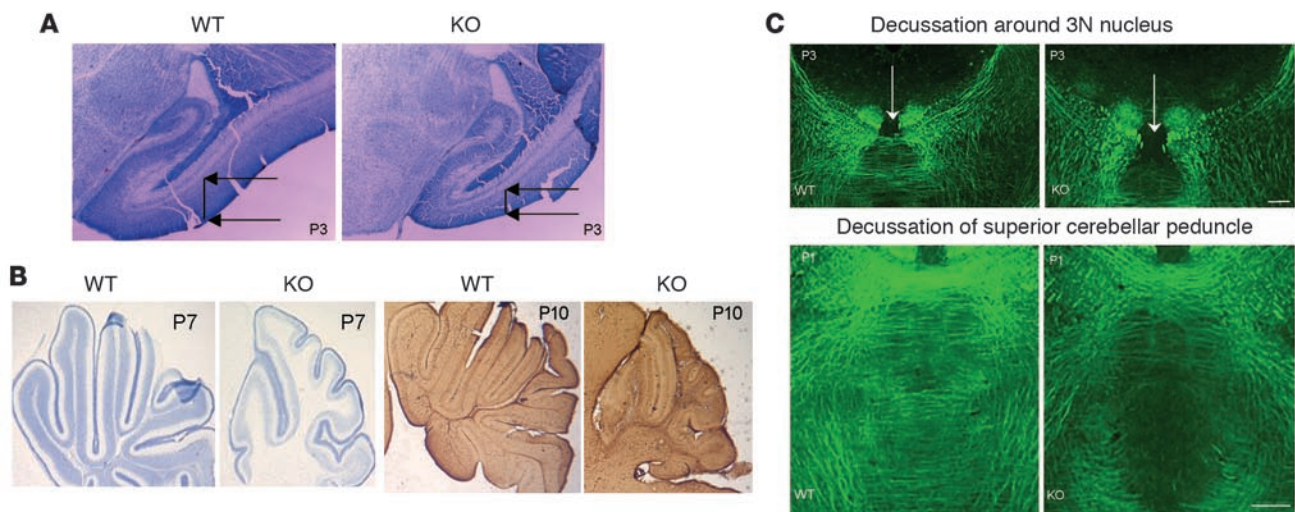 A
WT
KO
P3
P3
B
WT
KO
WT
KO
P7
P7
P10
P10
C
Decussation around 3N nucleus
P3
P3
WT
KO
Decussation of superior cerebellar peduncle
P1
P1
WT
KO